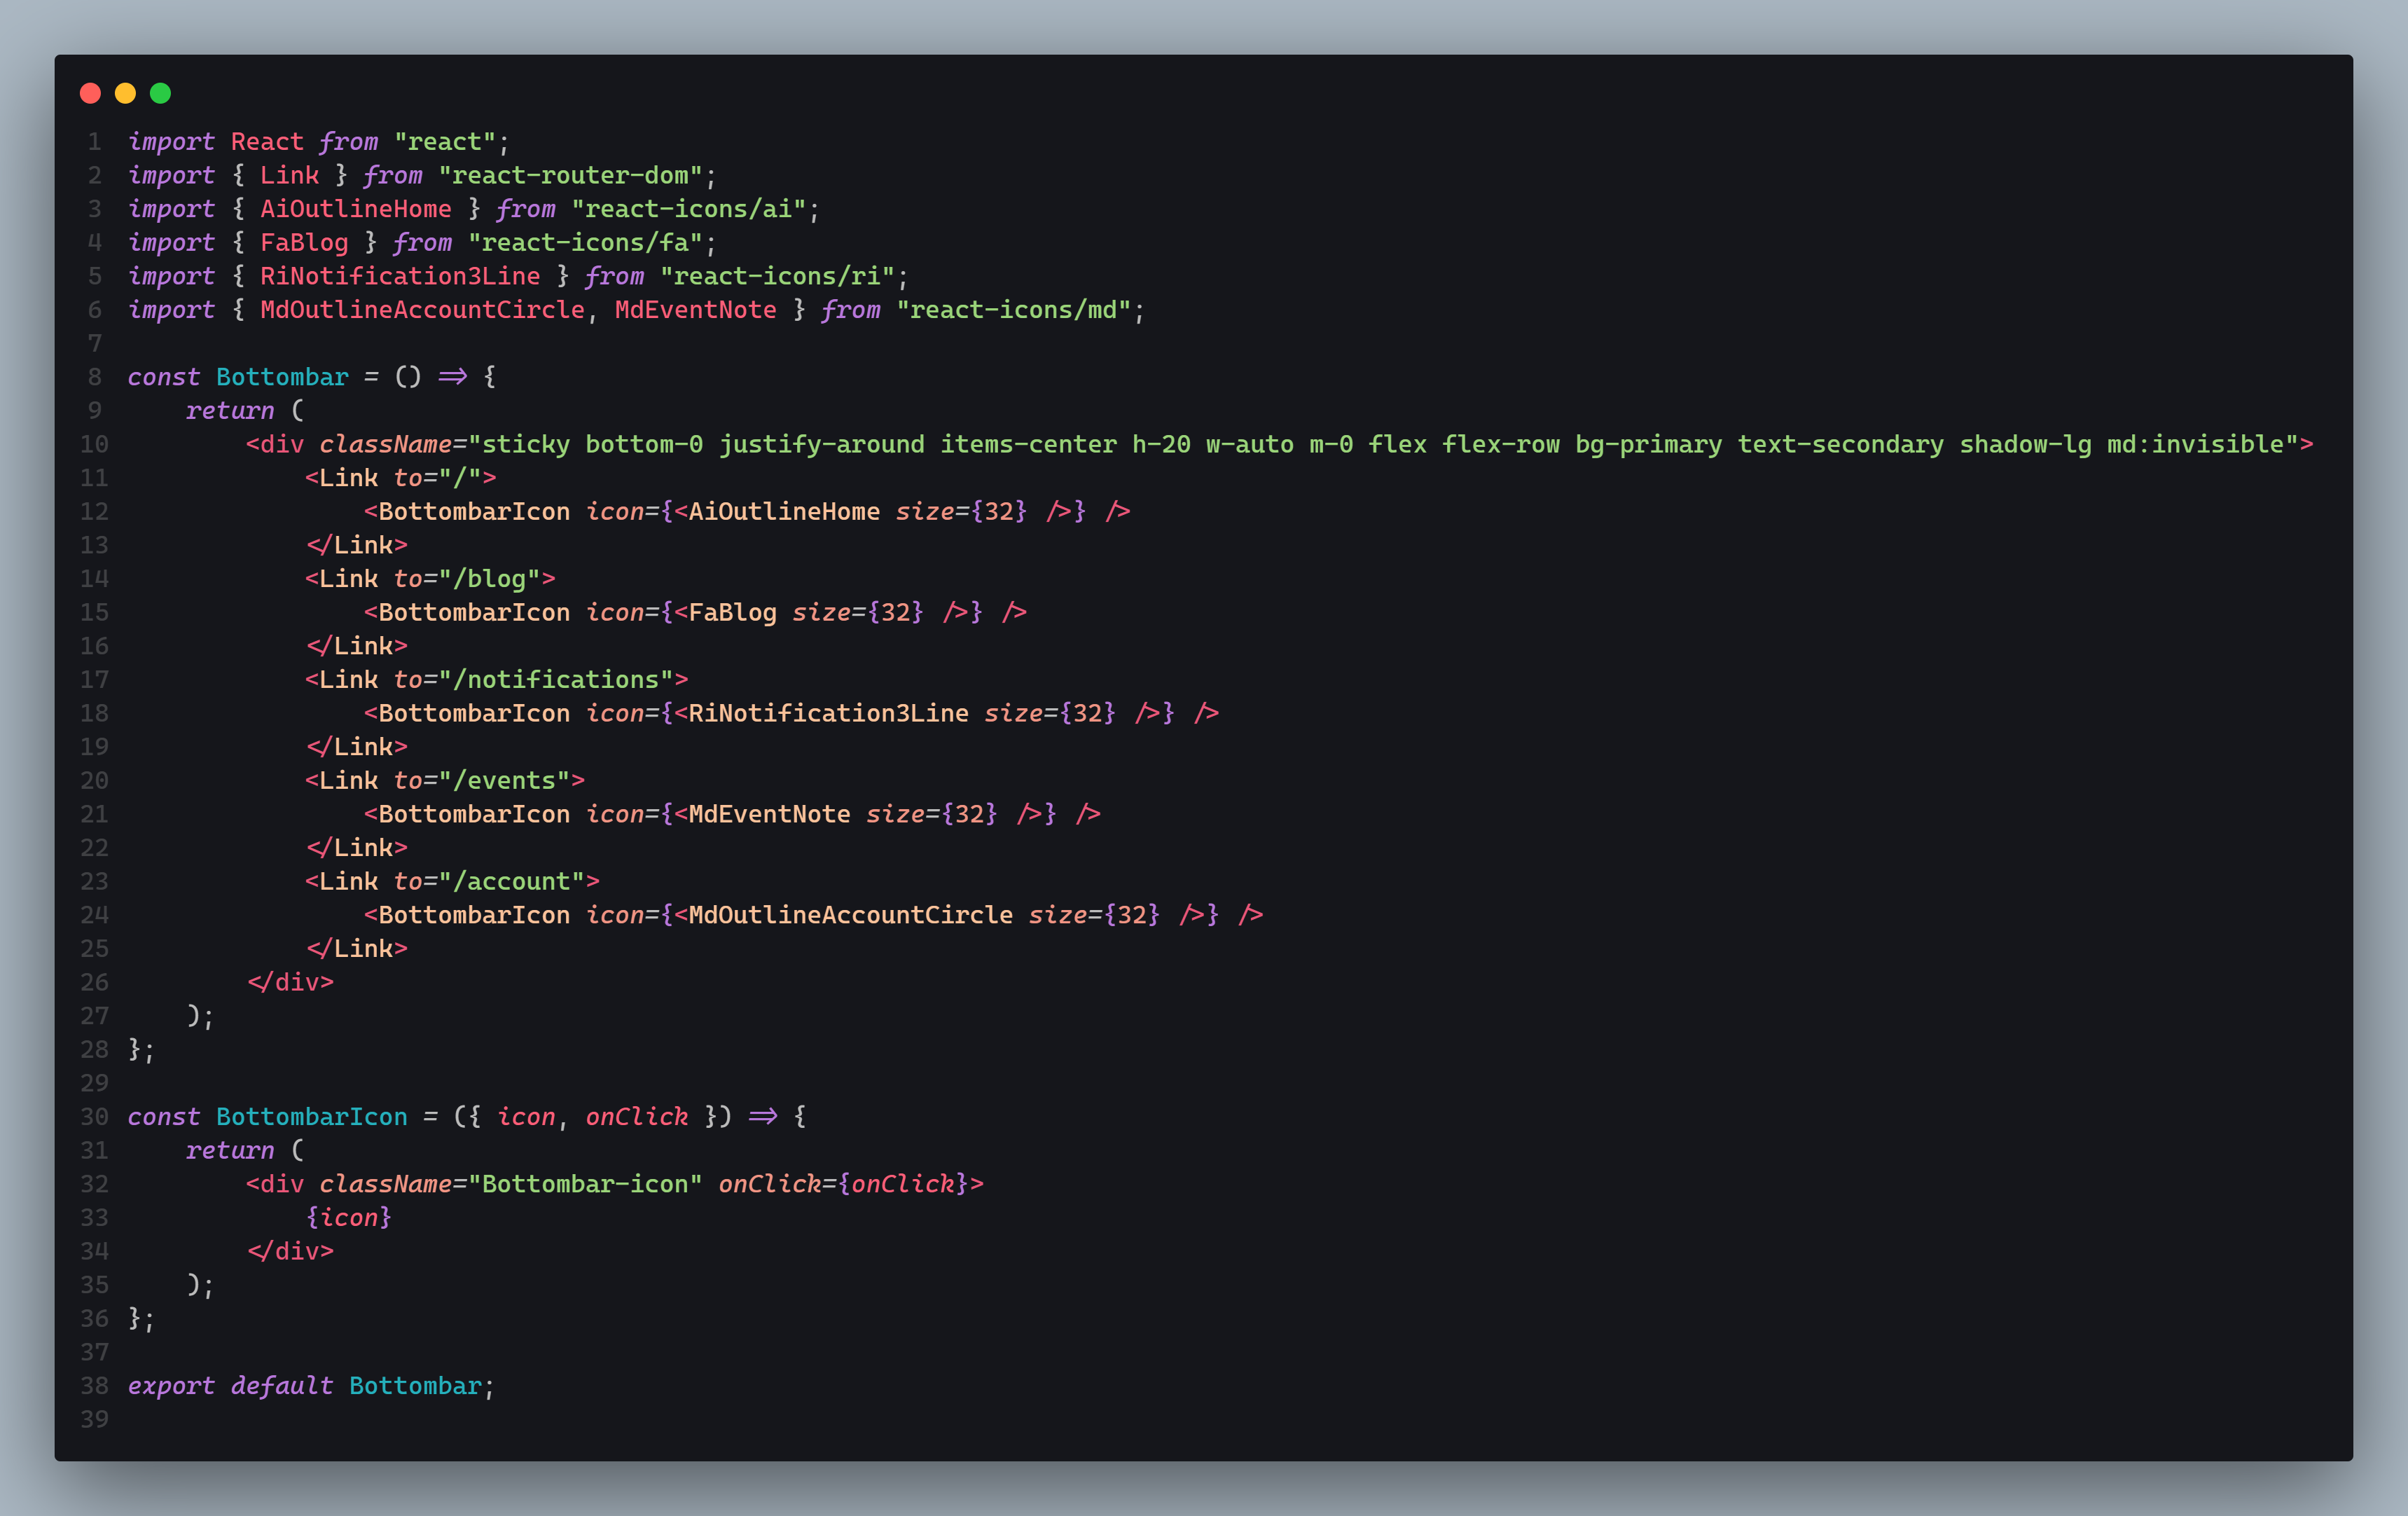 1 import React from "react";
2 import { Link } from "react-router-dom";
3 import { AiOutlineHome } from "react-icons/ai";
4 import { FaBlog } from "react-icons/fa";
5 import { RiNotification3Line } from "react-icons/ri";
6 import { MdOutlineAccountCircle, MdEventNote } from "react-icons/md";
7
8 const Bottombar = () => {
9     return (
10         <div className="sticky bottom-0 justify-around items-center h-20 w-auto m-0 flex flex-row bg-primary text-secondary shadow-lg md:invisible">
11             <Link to="/">
12                 <BottombarIcon icon={<AiOutlineHome size={32} />} />
13             </Link>
14             <Link to="/blog">
15                 <BottombarIcon icon={<FaBlog size={32} />} />
16             </Link>
17             <Link to="/notifications">
18                 <BottombarIcon icon={<RiNotification3Line size={32} />} />
19             </Link>
20             <Link to="/events">
21                 <BottombarIcon icon={<MdEventNote size={32} />} />
22             </Link>
23             <Link to="/account">
24                 <BottombarIcon icon={<MdOutlineAccountCircle size={32} />} />
25             </Link>
26         </div>
27     );
28 };
29
30 const BottombarIcon = ({ icon, onClick }) => {
31     return (
32         <div className="Bottombar-icon" onClick={onClick}>
33             {icon}
34         </div>
35     );
36 };
37
38 export default Bottombar;
39